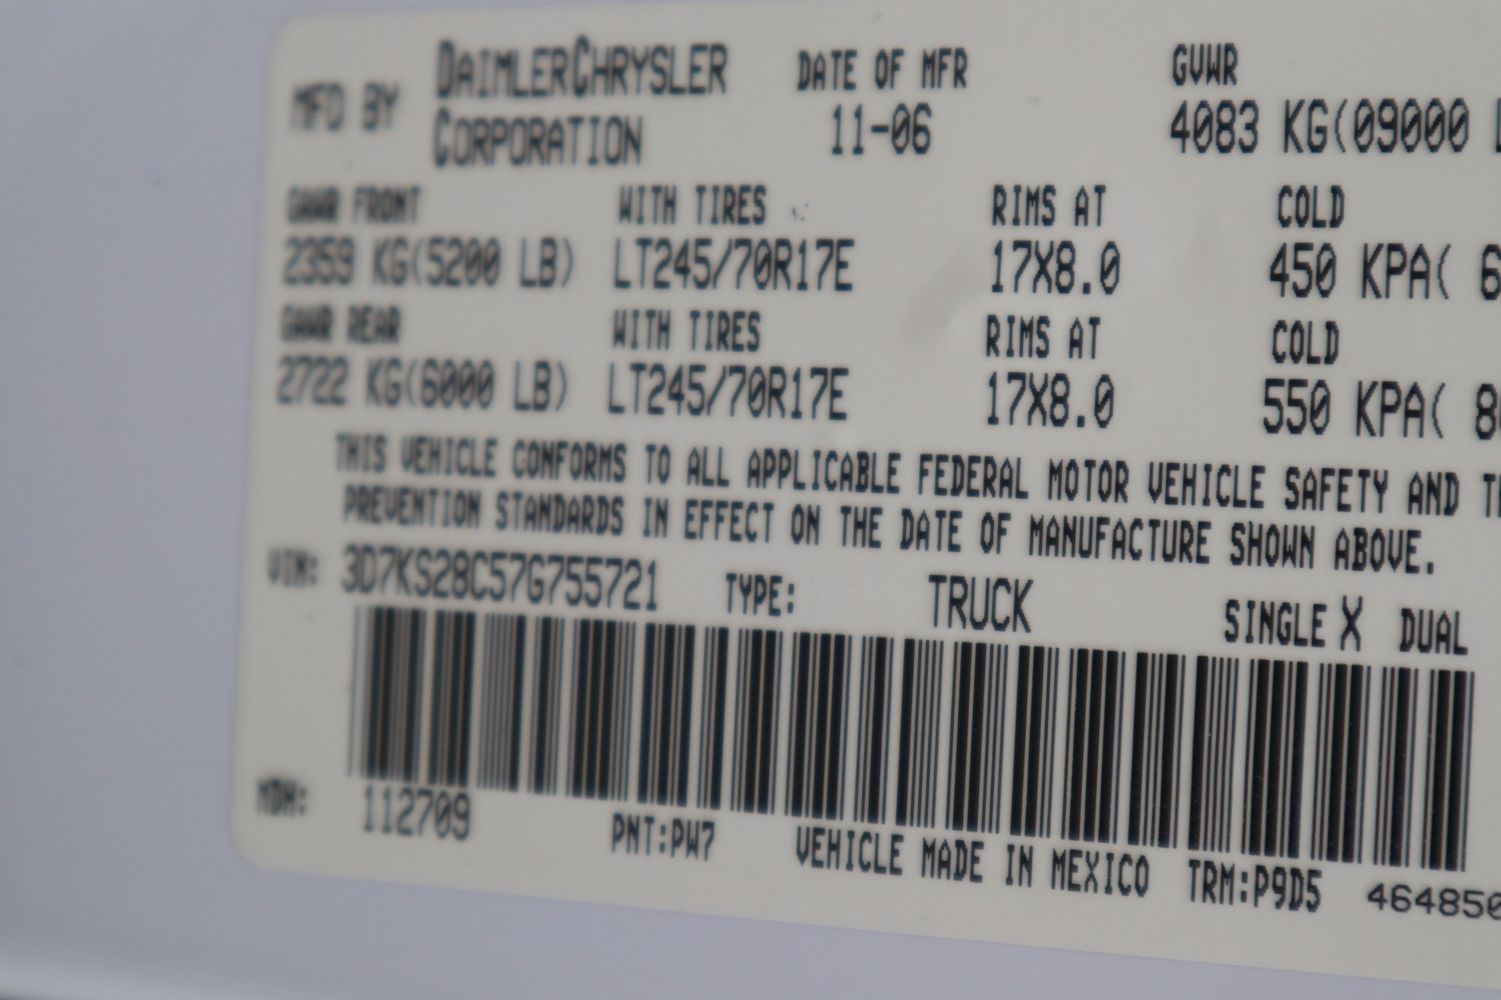 MFD BY DAIMLERCHRYSLER CORPORATION DATE OF MFR 11-06 GVWR 4083 KG(09000
GAWR FRONT WITH TIRES RIMS AT COLD
2359 KG(5200 LB) LT245/70R17E 17X8.0 450 KPA( 6
GAWR REAR WITH TIRES RIMS AT COLD
2722 KG(6000 LB) LT245/70R17E 17X8.0 550 KPA( 8
THIS VEHICLE CONFORMS TO ALL APPLICABLE FEDERAL MOTOR VEHICLE SAFETY AND
PREVENTION STANDARDS IN EFFECT ON THE DATE OF MANUFACTURE SHOWN ABOVE.
VIN: 3D7KS28C57G755721 TYPE: TRUCK SINGLE X DUAL
MDH: 112709 PNT:PW7 VEHICLE MADE IN MEXICO TRM:P9D5 464850